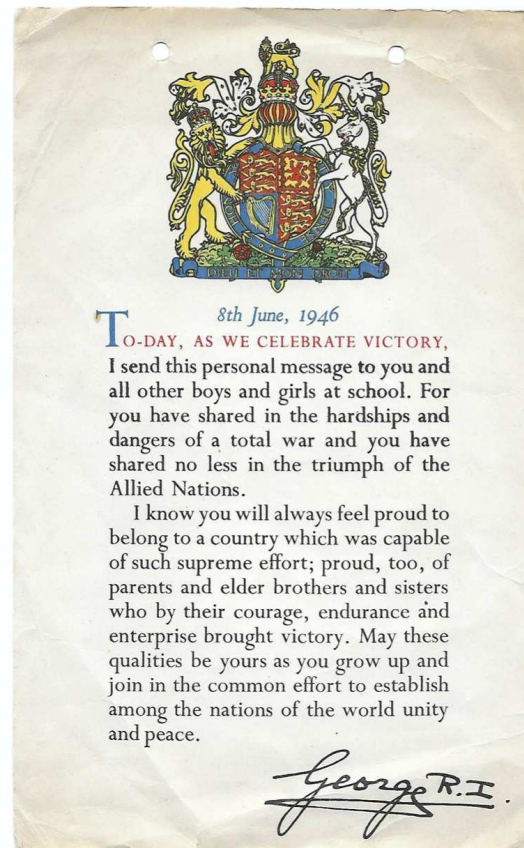 DIEU ET MON DROIT
8th June, 1946
TO-DAY, AS WE CELEBRATE VICTORY,
I send this personal message to you and
all other boys and girls at school. For
you have shared in the hardships and
dangers of a total war and you have
shared no less in the triumph of the
Allied Nations.
I know you will always feel proud to
belong to a country which was capable
of such supreme effort; proud, too, of
parents and elder brothers and sisters
who by their courage, endurance and
enterprise brought victory. May these
qualities be yours as you grow up and
join in the common effort to establish
among the nations of the world unity
and peace.
George R.I.